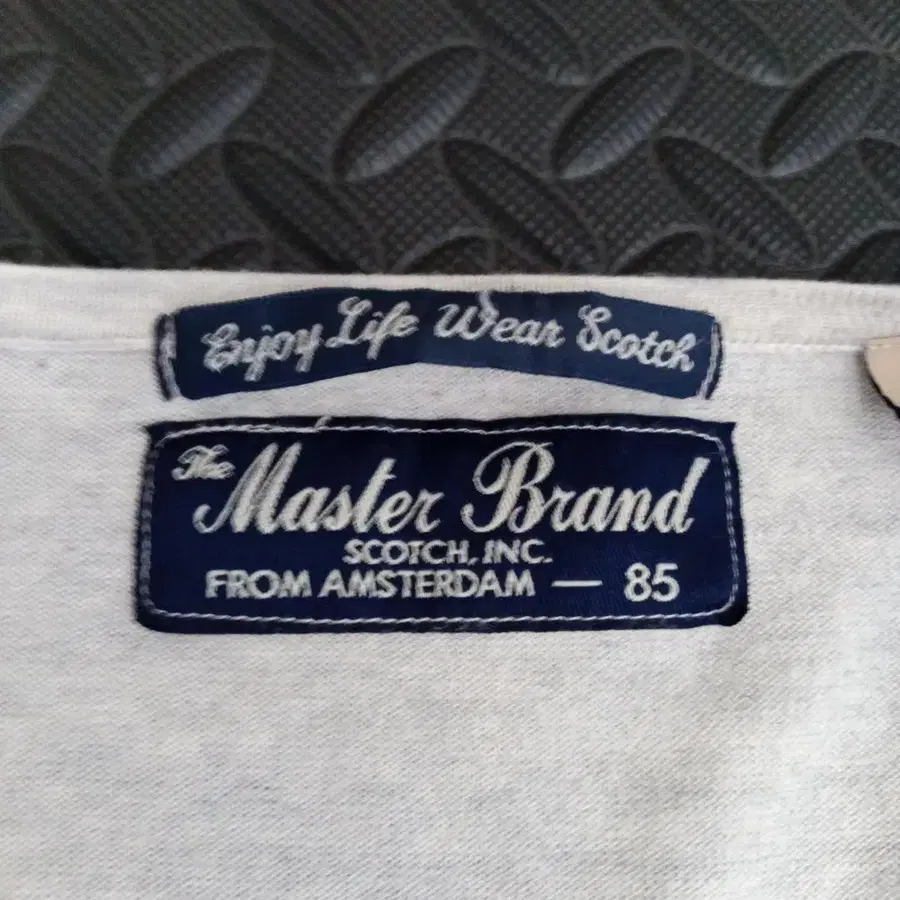 Enjoy Life Wear Scotch
The Master Brand
SCOTCH, INC.
FROM AMSTERDAM — 85